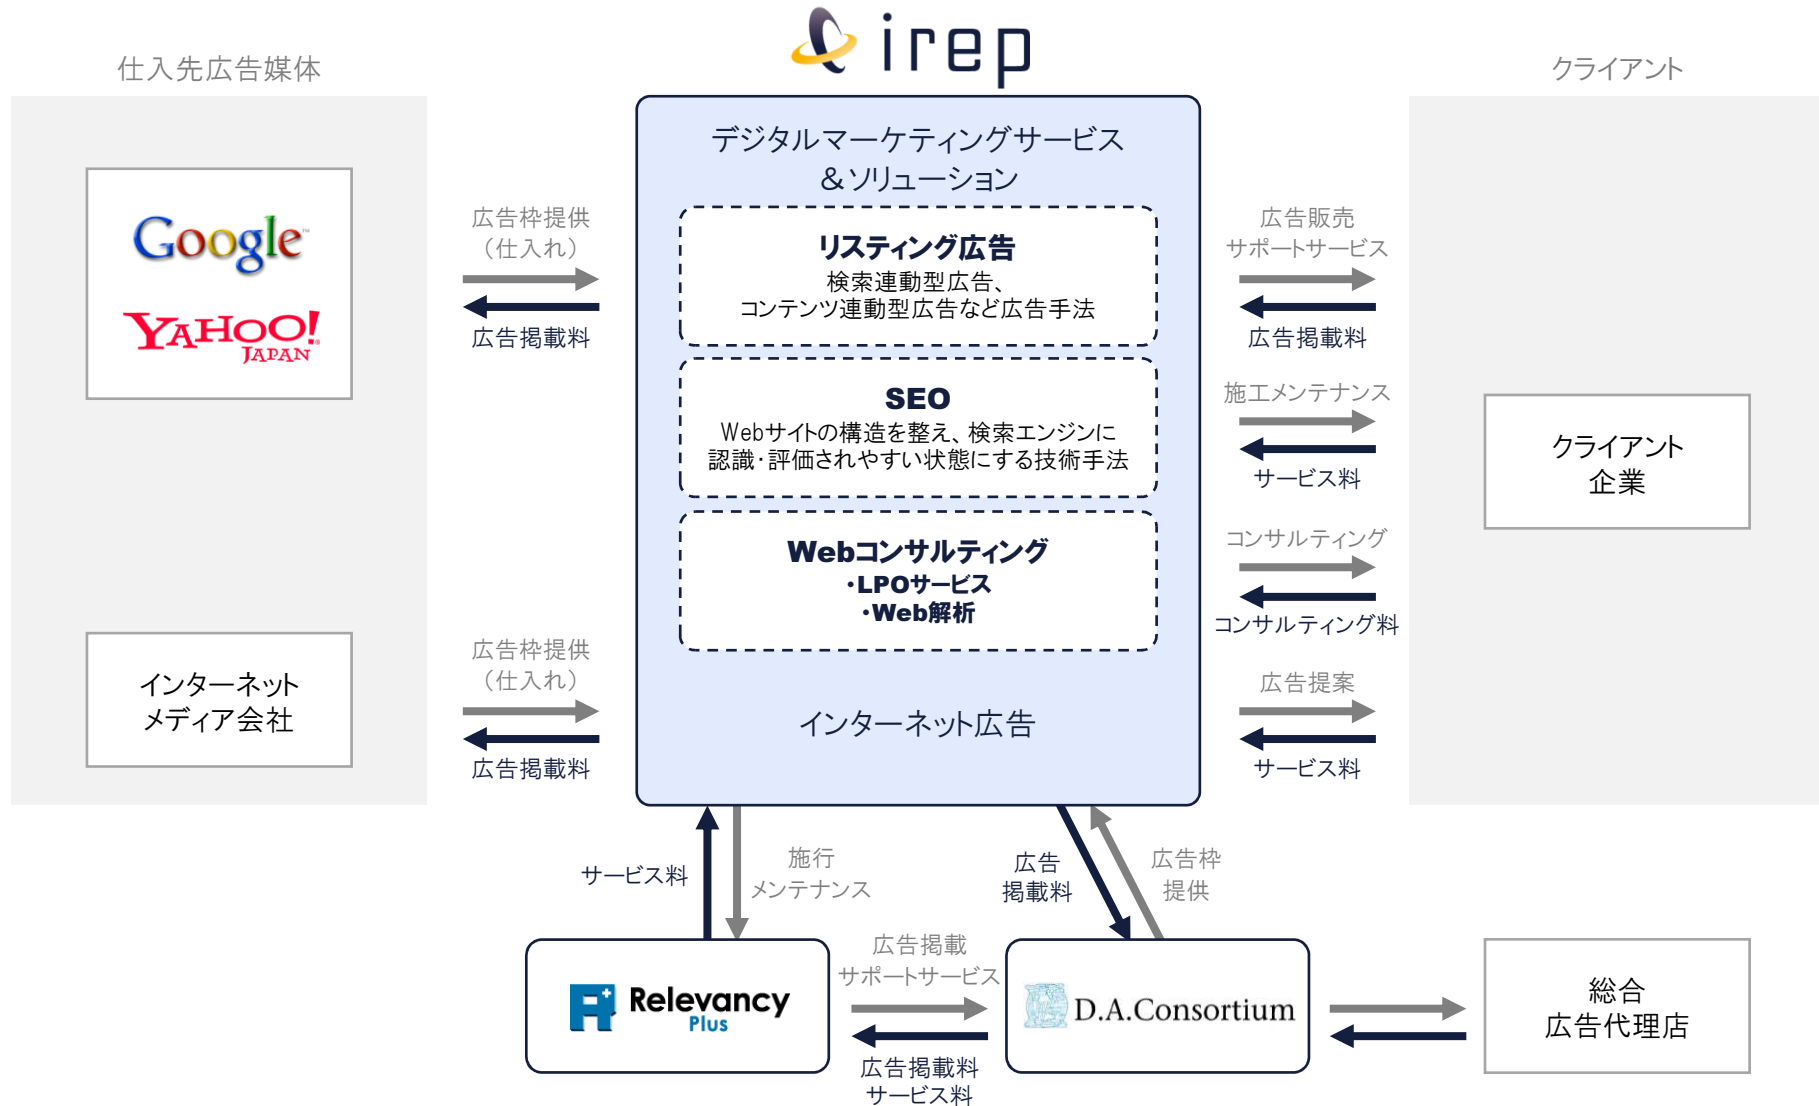 irep
仕入先広告媒体
クライアント
デジタルマーケティングサービス
＆ソリューション
Google™
YAHOO!
JAPAN
広告枠提供
（仕入れ）
広告掲載料
リスティング広告
検索連動型広告、
コンテンツ連動型広告など広告手法
広告販売
サポートサービス
広告掲載料
SEO
Webサイトの構造を整え、検索エンジンに
認識・評価されやすい状態にする技術手法
施工メンテナンス
サービス料
クライアント
企業
Webコンサルティング
・LPOサービス
・Web解析
コンサルティング
コンサルティング料
インターネット
メディア会社
広告枠提供
（仕入れ）
広告掲載料
インターネット広告
広告提案
サービス料
サービス料
施行
メンテナンス
広告
掲載料
広告枠
提供
Relevancy
Plus
広告掲載
サポートサービス
広告掲載料
サービス料
D.A.Consortium
総合
広告代理店